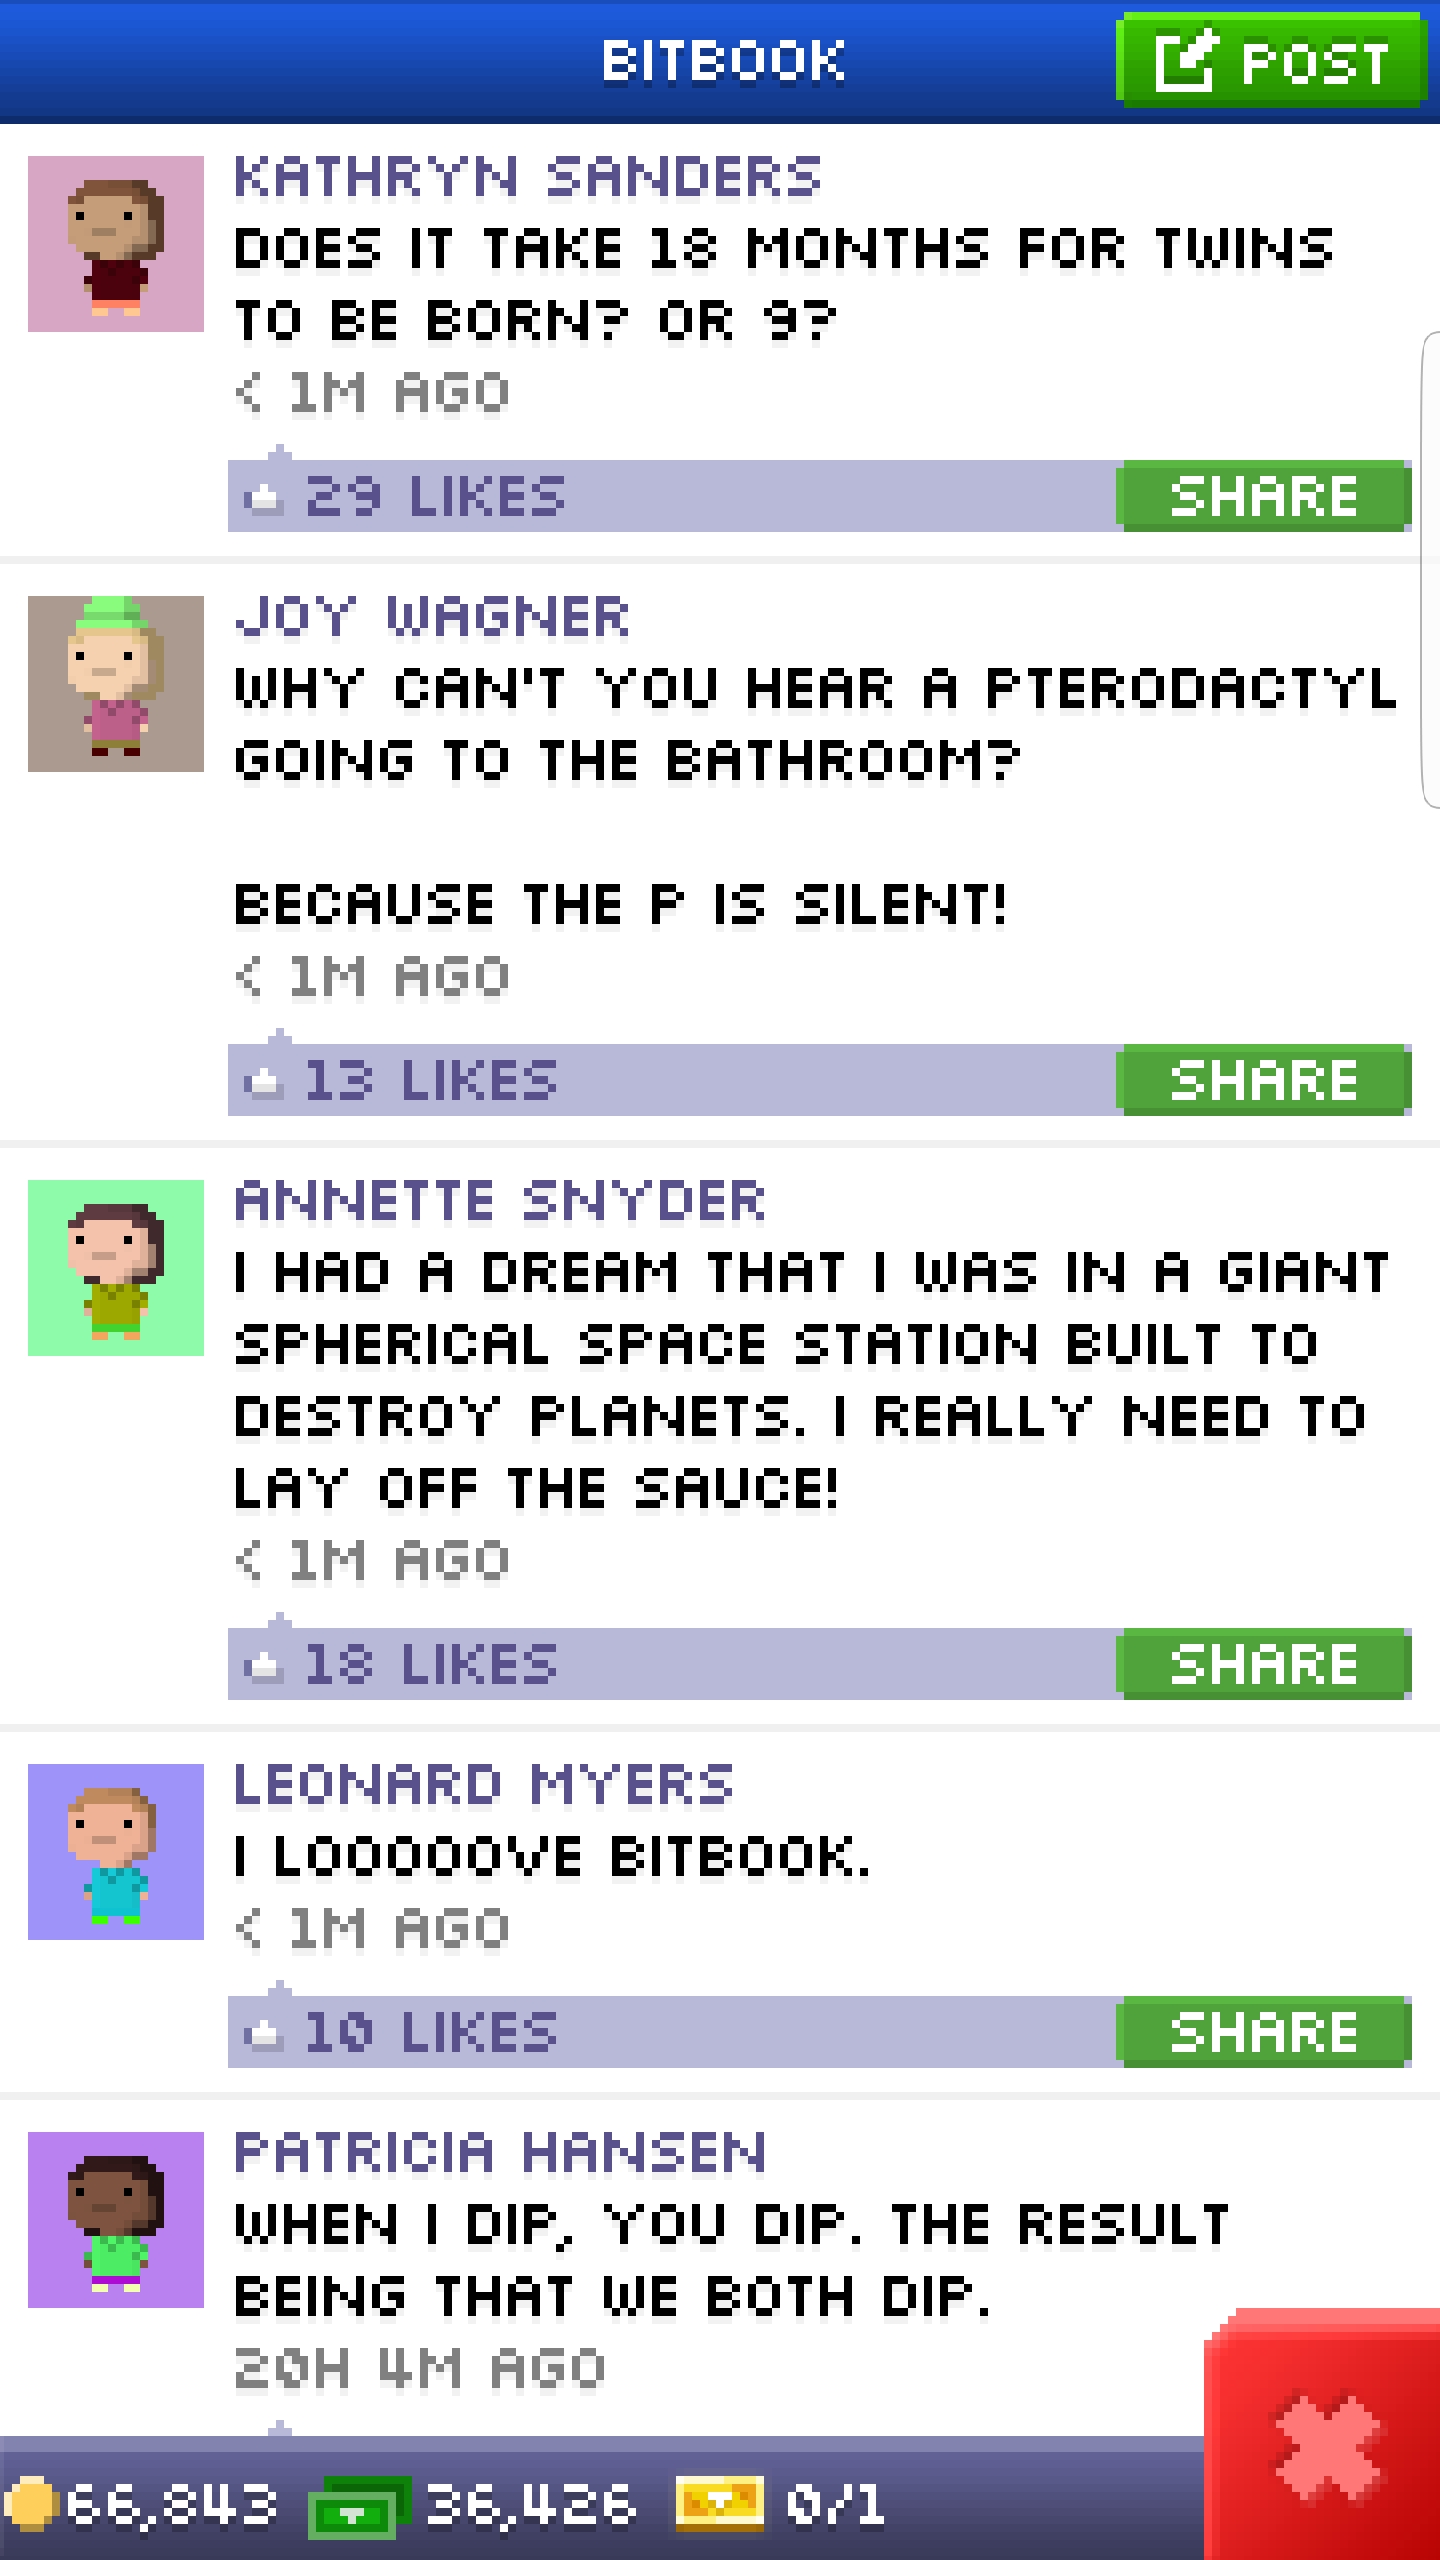 BITBOOK
POST
KATHRYN SANDERS
DOES IT TAKE 18 MONTHS FOR TWINS
TO BE BORN? OR 9?
< 1M AGO
29 LIKES
SHARE
JOY WAGNER
WHY CAN'T YOU HEAR A PTERODACTYL
GOING TO THE BATHROOM?
BECAUSE THE P IS SILENT!
< 1M AGO
13 LIKES
SHARE
ANNETTE SNYDER
I HAD A DREAM THAT I WAS IN A GIANT
SPHERICAL SPACE STATION BUILT TO
DESTROY PLANETS. I REALLY NEED TO
LAY OFF THE SAUCE!
< 1M AGO
18 LIKES
SHARE
LEONARD MYERS
I LOOOOOVE BITBOOK.
< 1M AGO
10 LIKES
SHARE
PATRICIA HANSEN
WHEN I DIP, YOU DIP. THE RESULT
BEING THAT WE BOTH DIP.
20H 4M AGO
66,843 36,426 0/1